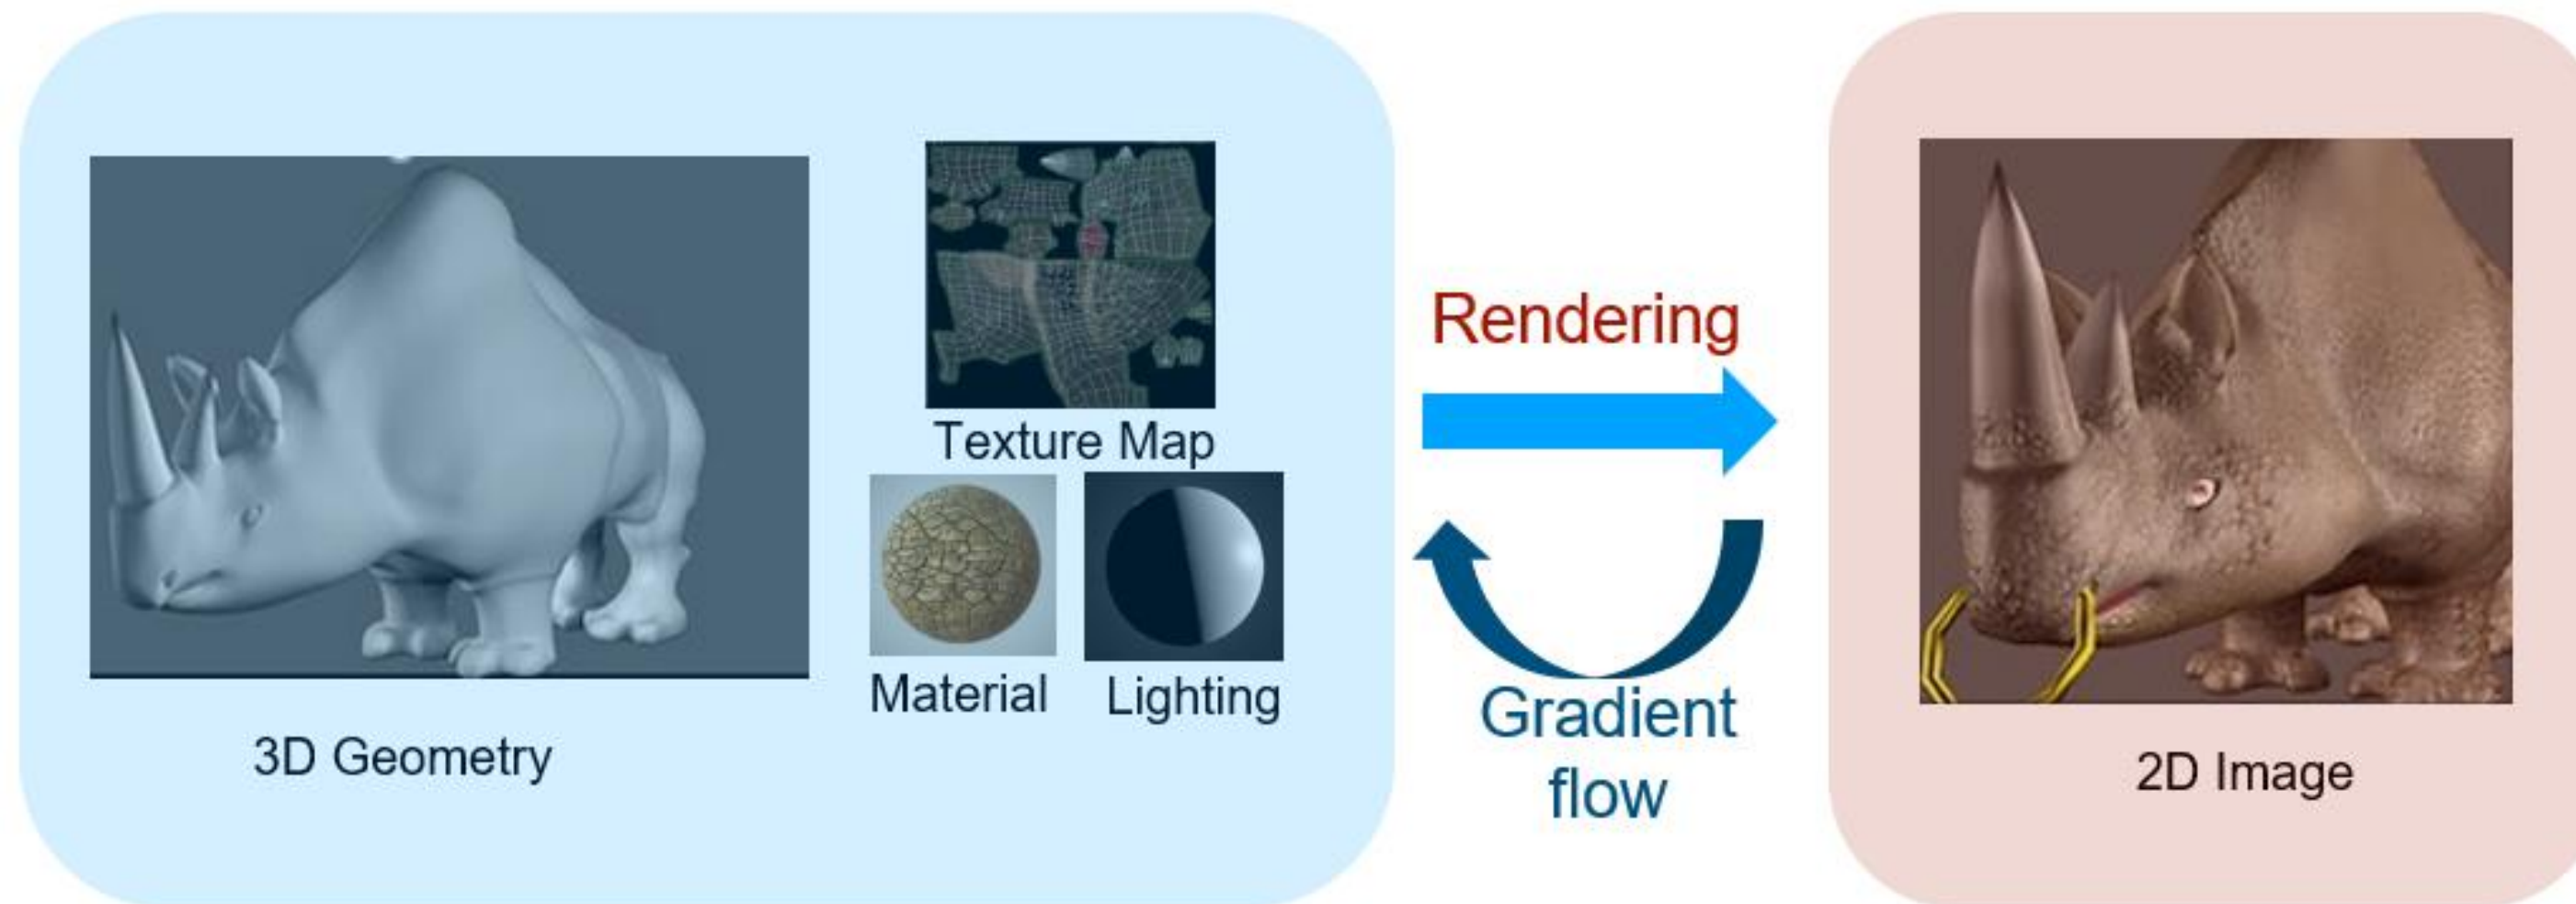 Texture Map
Material
Lighting
3D Geometry
Rendering
Gradient
flow
2D Image